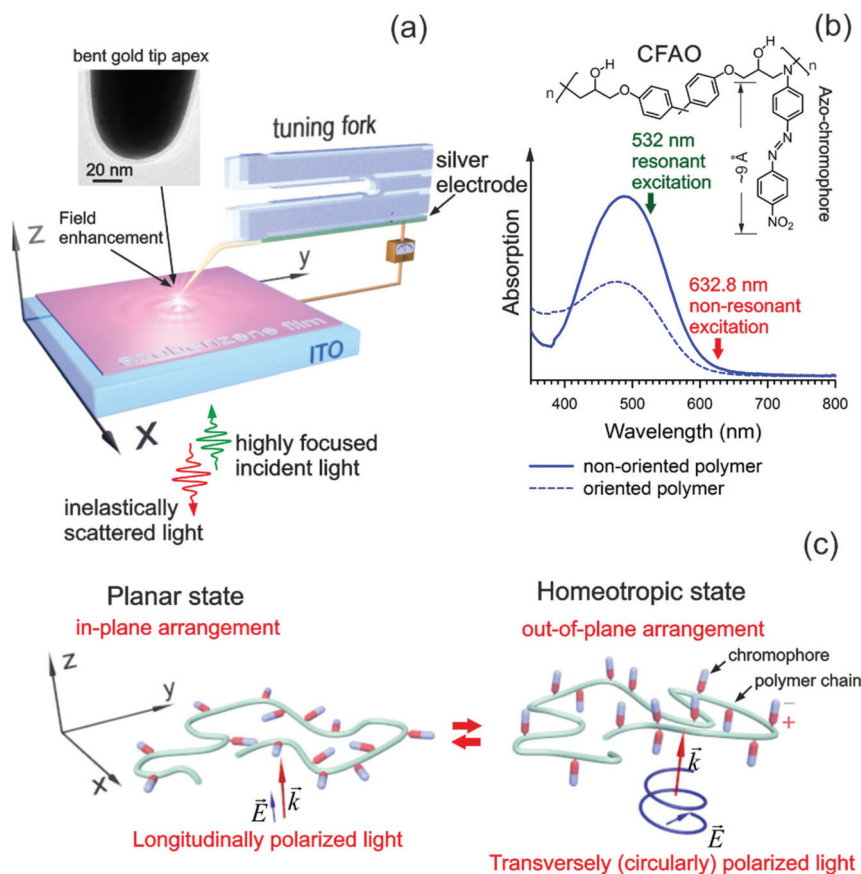 (a)
bent gold tip apex
20 nm
tuning fork
silver
electrode
Field
enhancement
z
y
x
azobenzene film
ITO
highly focused
incident light
inelastically
scattered light
(b)
CFAO
O
H
n
O
O
O
H
N
n
Azo-chromophore
~9 Å
N
N
NO2
532 nm
resonant
excitation
632.8 nm
non-resonant
excitation
Absorption
400 500 600 700 800
Wavelength (nm)
non-oriented polymer
oriented polymer
(c)
Planar state
in-plane arrangement
z
y
x
E⃗
k⃗
Longitudinally polarized light
Homeotropic state
out-of-plane arrangement
chromophore
polymer chain
−
+
k⃗
E⃗
Transversely (circularly) polarized light